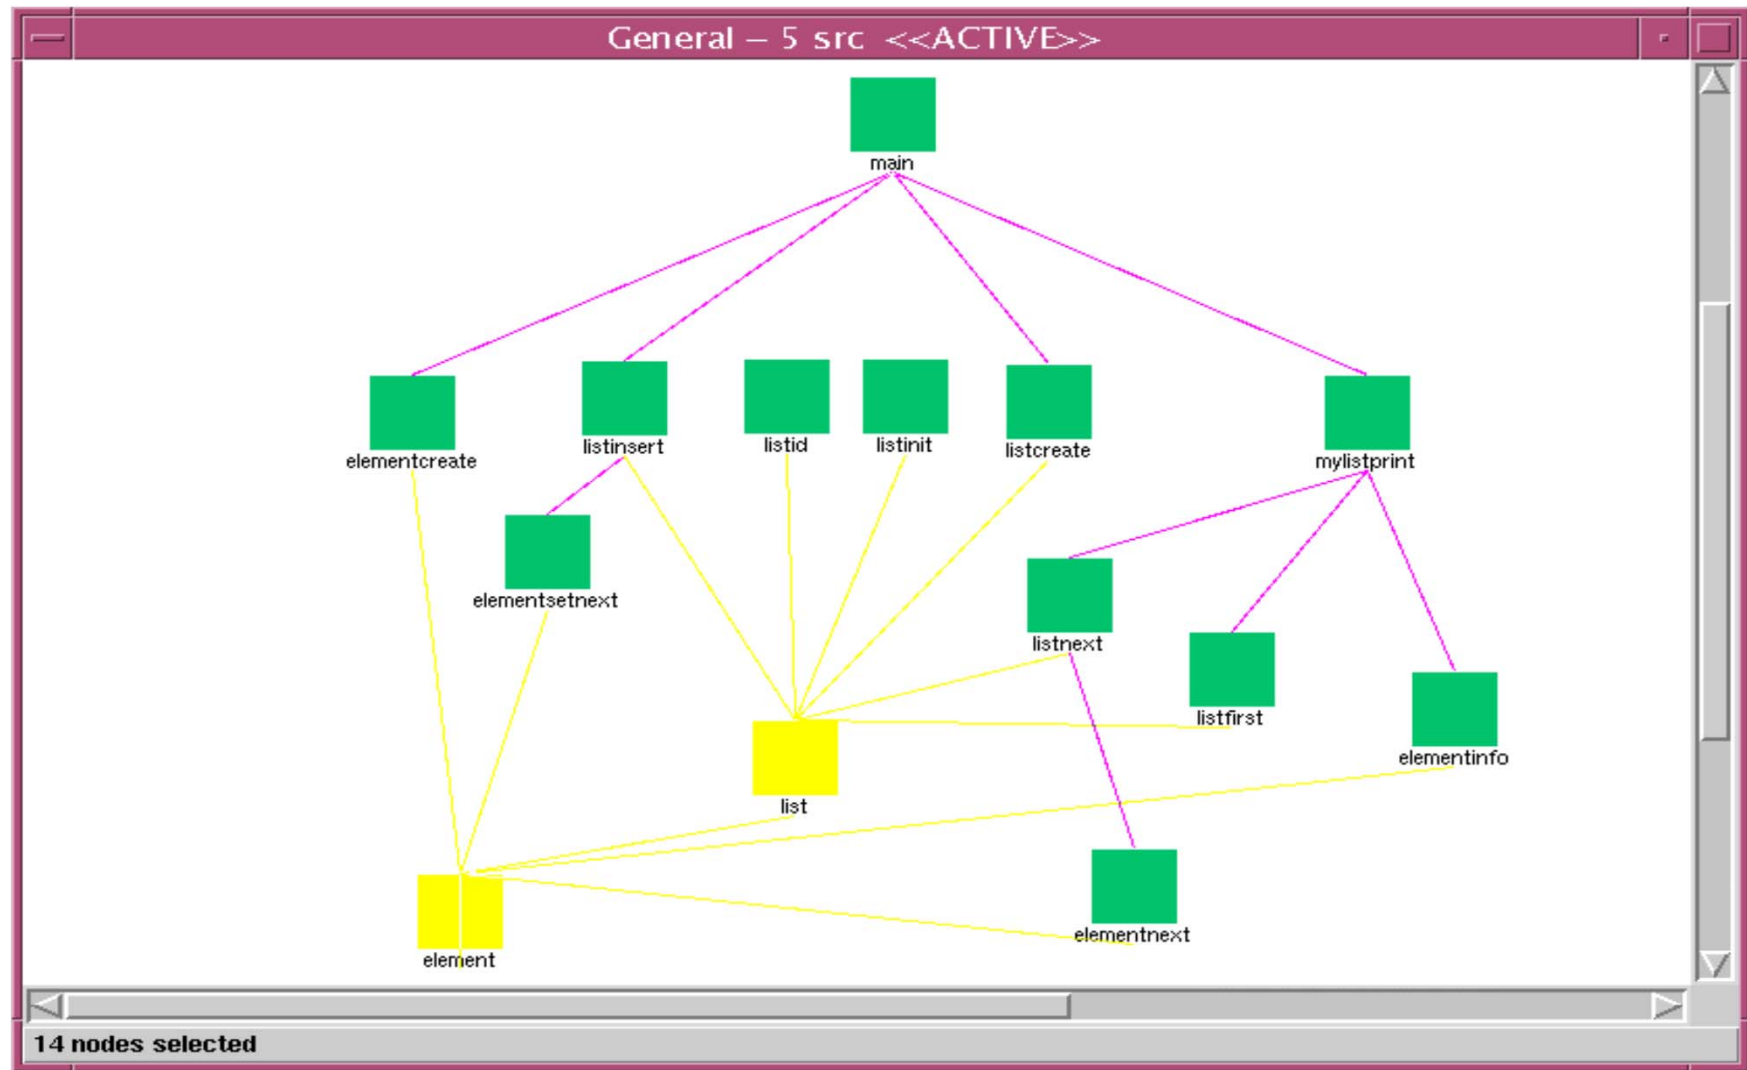 General – 5 src <<ACTIVE>>
main
elementcreate
listinsert
listid
listinit
listcreate
mylistprint
elementsetnext
listnext
listfirst
elementinfo
list
elementnext
element
14 nodes selected